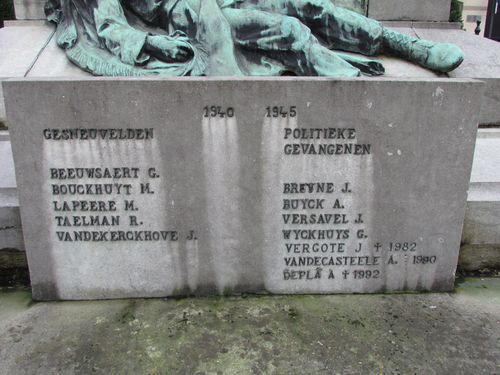 1940 1945
GESNEUVELDEN
BEEUWSAERT G.
BOUCKHUYT M.
LAPEERE M.
TAELMAN R.
VANDEKERCKHOVE J.
POLITIEKE
GEVANGENEN
BREYNE J.
BUYCK A.
VERSAVEL J.
WYCKHUYS G.
VERGOTE J † 1982
VANDECASTEELE A. † 1990
DEPLÂ A † 1992